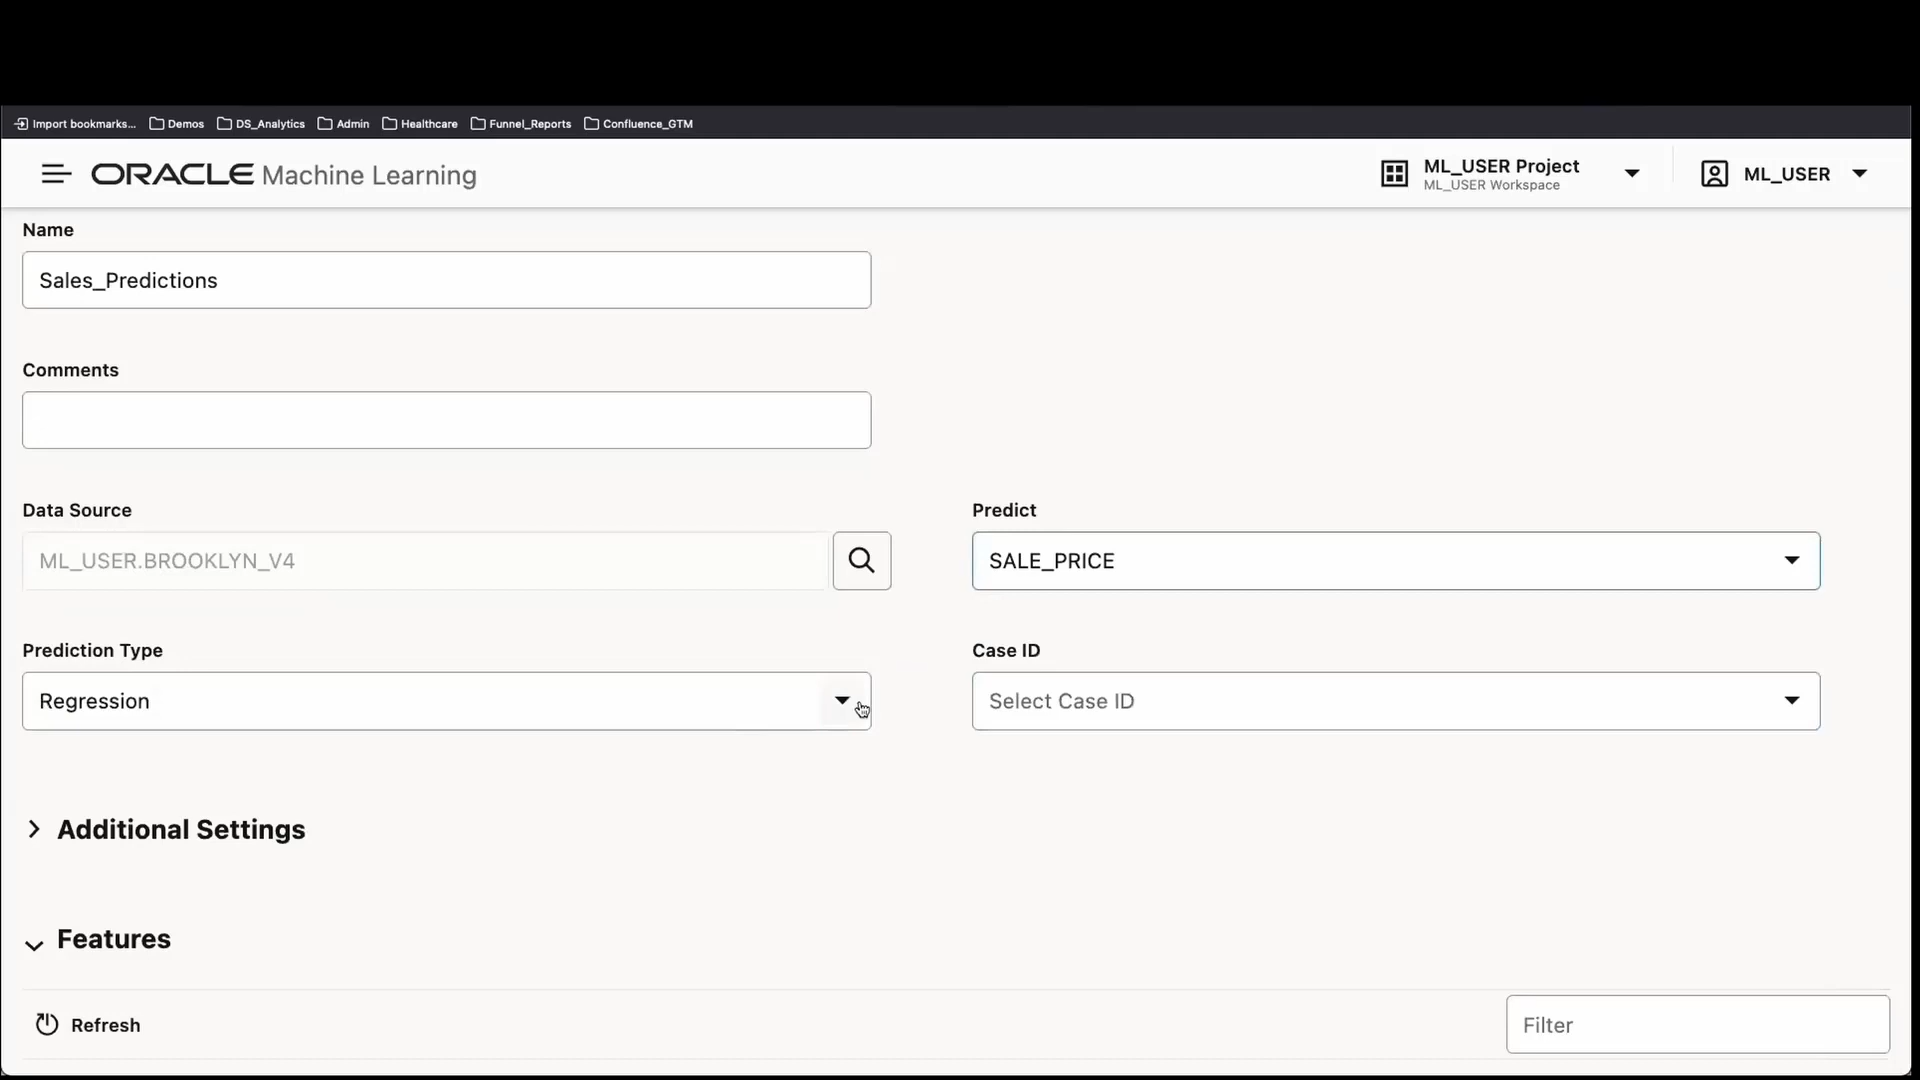 Import bookmarks... Demos DS_Analytics Admin Healthcare Funnel_Reports Confluence_GTM
ORACLE Machine Learning
ML_USER Project
ML_USER Workspace
ML_USER
Name
Sales_Predictions
Comments
Data Source
ML_USER.BROOKLYN_V4
Predict
SALE_PRICE
Prediction Type
Regression
Case ID
Select Case ID
Additional Settings
Features
Refresh
Filter